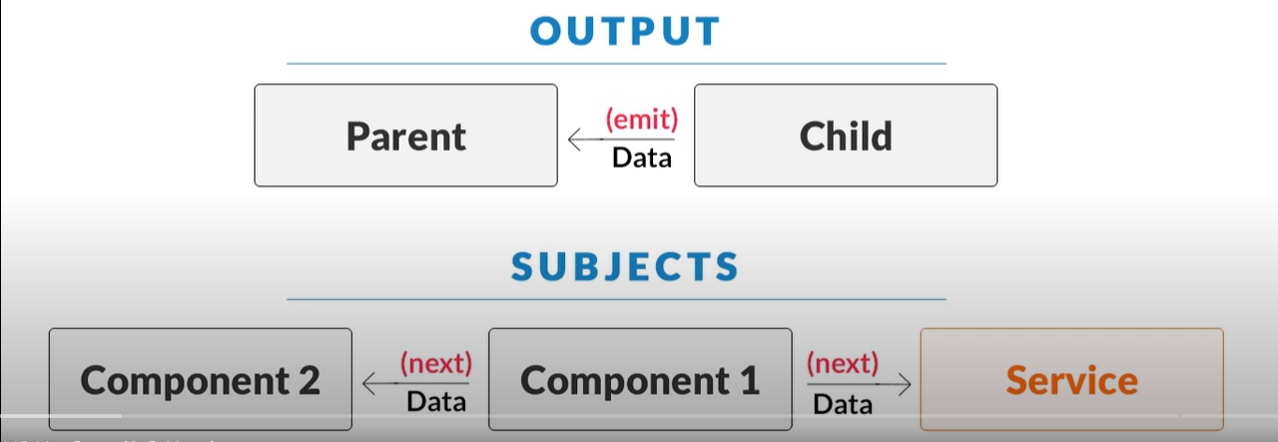 OUTPUT
Parent
(emit)
Data
Child
SUBJECTS
Component 2
(next)
Data
Component 1
(next)
Data
Service